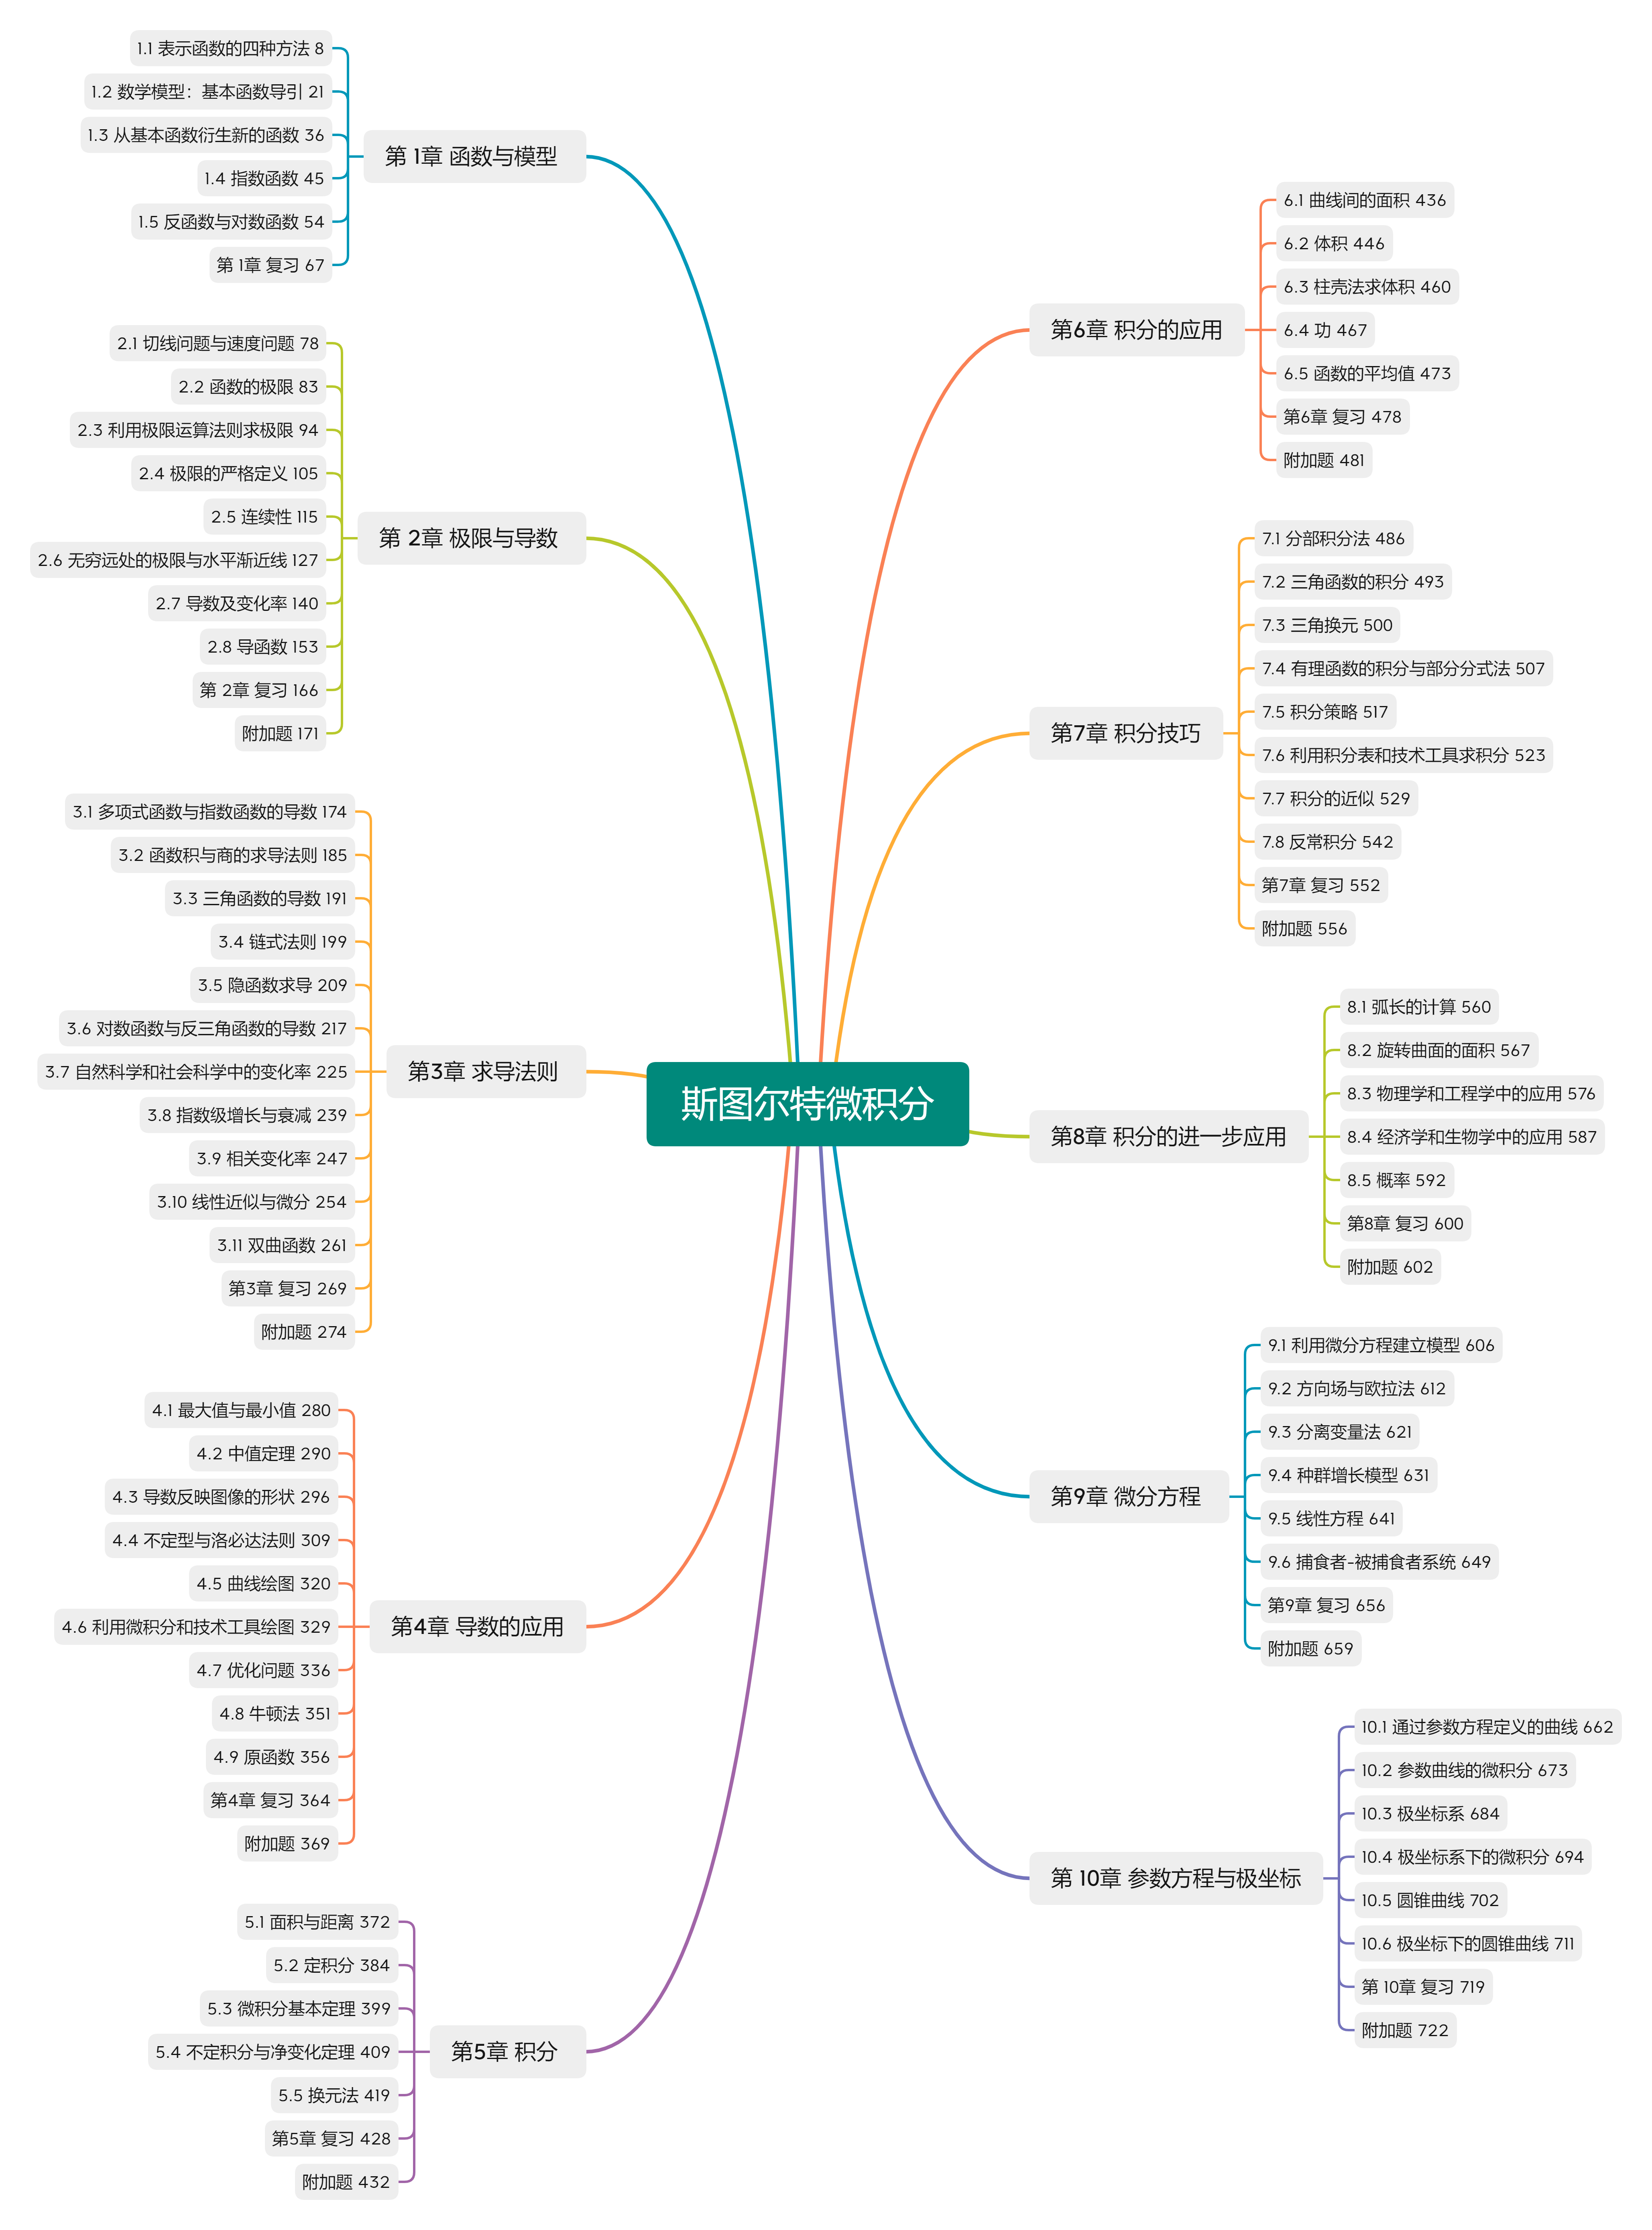 斯图尔特微积分
第 1章 函数与模型
1.1 表示函数的四种方法 8
1.2 数学模型：基本函数导引 21
1.3 从基本函数衍生新的函数 36
1.4 指数函数 45
1.5 反函数与对数函数 54
第 1章 复习 67
第 2章 极限与导数
2.1 切线问题与速度问题 78
2.2 函数的极限 83
2.3 利用极限运算法则求极限 94
2.4 极限的严格定义 105
2.5 连续性 115
2.6 无穷远处的极限与水平渐近线 127
2.7 导数及变化率 140
2.8 导函数 153
第 2章 复习 166
附加题 171
第3章 求导法则
3.1 多项式函数与指数函数的导数 174
3.2 函数积与商的求导法则 185
3.3 三角函数的导数 191
3.4 链式法则 199
3.5 隐函数求导 209
3.6 对数函数与反三角函数的导数 217
3.7 自然科学和社会科学中的变化率 225
3.8 指数级增长与衰减 239
3.9 相关变化率 247
3.10 线性近似与微分 254
3.11 双曲函数 261
第3章 复习 269
附加题 274
第4章 导数的应用
4.1 最大值与最小值 280
4.2 中值定理 290
4.3 导数反映图像的形状 296
4.4 不定型与洛必达法则 309
4.5 曲线绘图 320
4.6 利用微积分和技术工具绘图 329
4.7 优化问题 336
4.8 牛顿法 351
4.9 原函数 356
第4章 复习 364
附加题 369
第5章 积分
5.1 面积与距离 372
5.2 定积分 384
5.3 微积分基本定理 399
5.4 不定积分与净变化定理 409
5.5 换元法 419
第5章 复习 428
附加题 432
第6章 积分的应用
6.1 曲线间的面积 436
6.2 体积 446
6.3 柱壳法求体积 460
6.4 功 467
6.5 函数的平均值 473
第6章 复习 478
附加题 481
第7章 积分技巧
7.1 分部积分法 486
7.2 三角函数的积分 493
7.3 三角换元 500
7.4 有理函数的积分与部分分式法 507
7.5 积分策略 517
7.6 利用积分表和技术工具求积分 523
7.7 积分的近似 529
7.8 反常积分 542
第7章 复习 552
附加题 556
第8章 积分的进一步应用
8.1 弧长的计算 560
8.2 旋转曲面的面积 567
8.3 物理学和工程学中的应用 576
8.4 经济学和生物学中的应用 587
8.5 概率 592
第8章 复习 600
附加题 602
第9章 微分方程
9.1 利用微分方程建立模型 606
9.2 方向场与欧拉法 612
9.3 分离变量法 621
9.4 种群增长模型 631
9.5 线性方程 641
9.6 捕食者-被捕食者系统 649
第9章 复习 656
附加题 659
第 10章 参数方程与极坐标
10.1 通过参数方程定义的曲线 662
10.2 参数曲线的微积分 673
10.3 极坐标系 684
10.4 极坐标系下的微积分 694
10.5 圆锥曲线 702
10.6 极坐标下的圆锥曲线 711
第 10章 复习 719
附加题 722